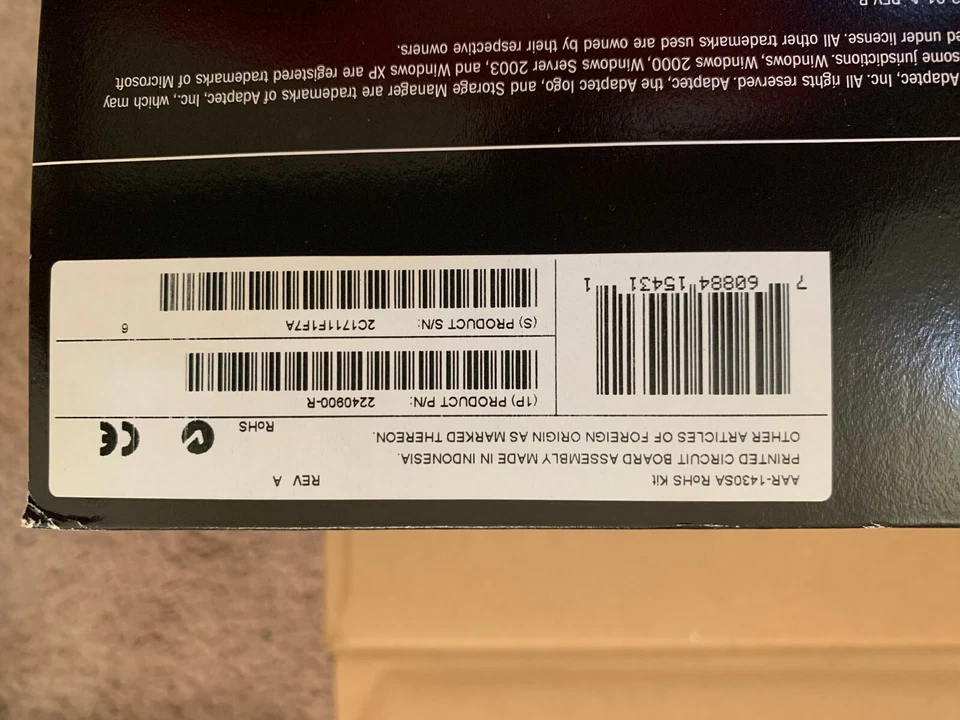 AAR-1430SA RoHS Kit REV A
PRINTED CIRCUIT BOARD ASSEMBLY MADE IN INDONESIA.
OTHER ARTICLES OF FOREIGN ORIGIN AS MARKED THEREON.
RoHS
CE
(1P) PRODUCT P/N: 2240900-R
(S) PRODUCT S/N: 2C1711F1F7A
6
7 60884 15431 1
Adaptec, Inc. All rights reserved. Adaptec, the Adaptec logo, and Storage Manager are trademarks of Adaptec, Inc., which may
some jurisdictions. Windows, Windows 2000, Windows Server 2003, and Windows XP are registered trademarks of Microsoft
under license. All other trademarks used are owned by their respective owners.